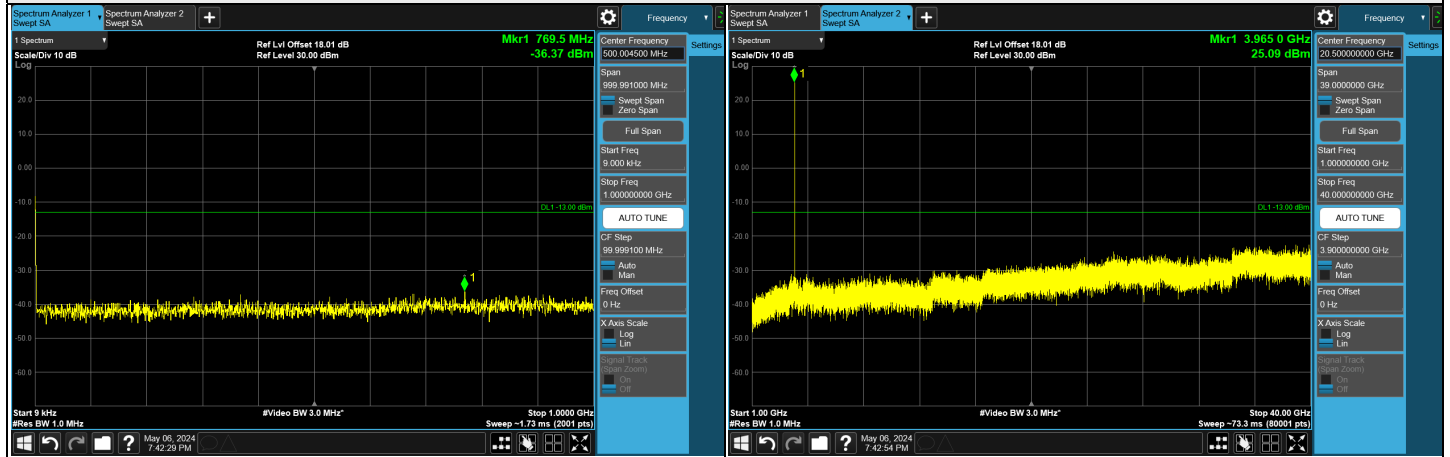 Spectrum Analyzer 1
Swept SA
Spectrum Analyzer 2
Swept SA
+
Frequency
1 Spectrum
Scale/Div 10 dB
Log
Ref Lvl Offset 18.01 dB
Ref Level 30.00 dBm
Mkr1 769.5 MHz
-36.37 dBm
Settings
Center Frequency
500.004500 MHz
Span
999.991000 MHz
Swept Span
Zero Span
Full Span
Start Freq
9.000 kHz
Stop Freq
1.000000000 GHz
AUTO TUNE
CF Step
99.999100 MHz
Auto
Man
Freq Offset
0 Hz
X Axis Scale
Log
Lin
Signal Track
(Span Zoom)
On
Off
1
20.0
10.0
0.00
-10.0
DL1 -13.00 dBm
-20.0
-30.0
1
-40.0
-50.0
-60.0
Start 9 kHz
#Res BW 1.0 MHz
#Video BW 3.0 MHz*
Stop 1.0000 GHz
Sweep ~1.73 ms (2001 pts)
?
May 06, 2024
7:42:29 PM
Spectrum Analyzer 1
Swept SA
Spectrum Analyzer 2
Swept SA
+
Frequency
1 Spectrum
Scale/Div 10 dB
Log
Ref Lvl Offset 18.01 dB
Ref Level 30.00 dBm
Mkr1 3.965 0 GHz
25.09 dBm
Settings
Center Frequency
20.500000000 GHz
Span
39.0000000 GHz
Swept Span
Zero Span
Full Span
Start Freq
1.000000000 GHz
Stop Freq
40.000000000 GHz
AUTO TUNE
CF Step
3.900000000 GHz
Auto
Man
Freq Offset
0 Hz
X Axis Scale
Log
Lin
Signal Track
(Span Zoom)
On
Off
1
20.0
10.0
0.00
-10.0
DL1 -13.00 dBm
-20.0
-30.0
-40.0
-50.0
-60.0
Start 1.00 GHz
#Res BW 1.0 MHz
#Video BW 3.0 MHz*
Stop 40.00 GHz
Sweep ~73.3 ms (80001 pts)
?
May 06, 2024
7:42:54 PM